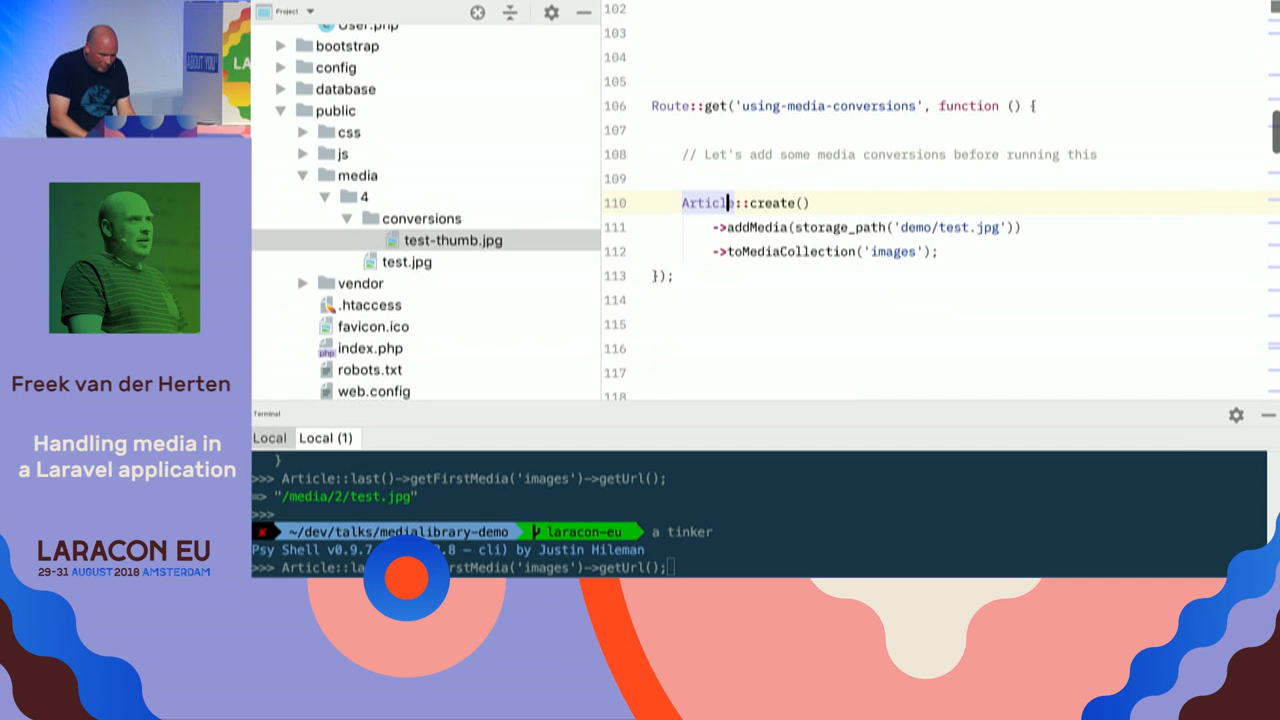 ABOUT YOU
LA
Freek van der Herten
Handling media in
a Laravel application
LARACON EU
29-31 AUGUST 2018 AMSTERDAM
Project
User.php
bootstrap
config
database
public
css
js
media
4
conversions
test-thumb.jpg
test.jpg
vendor
.htaccess
favicon.ico
php index.php
robots.txt
web.config
102
103
104
105
106 Route::get('using-media-conversions', function () {
107
108 // Let's add some media conversions before running this
109
110 Article::create()
111 ->addMedia(storage_path('demo/test.jpg'))
112 ->toMediaCollection('images');
113 });
114
115
116
117
118
Terminal
Local Local (1)
}
>>> Article::last()->getFirstMedia('images')->getUrl();
=> "/media/2/test.jpg"
>>>
✘ ~/dev/talks/medialibrary-demo laracon-eu a tinker
Psy Shell v0.9.7 .8 — cli) by Justin Hileman
>>> Article::la rstMedia('images')->getUrl();